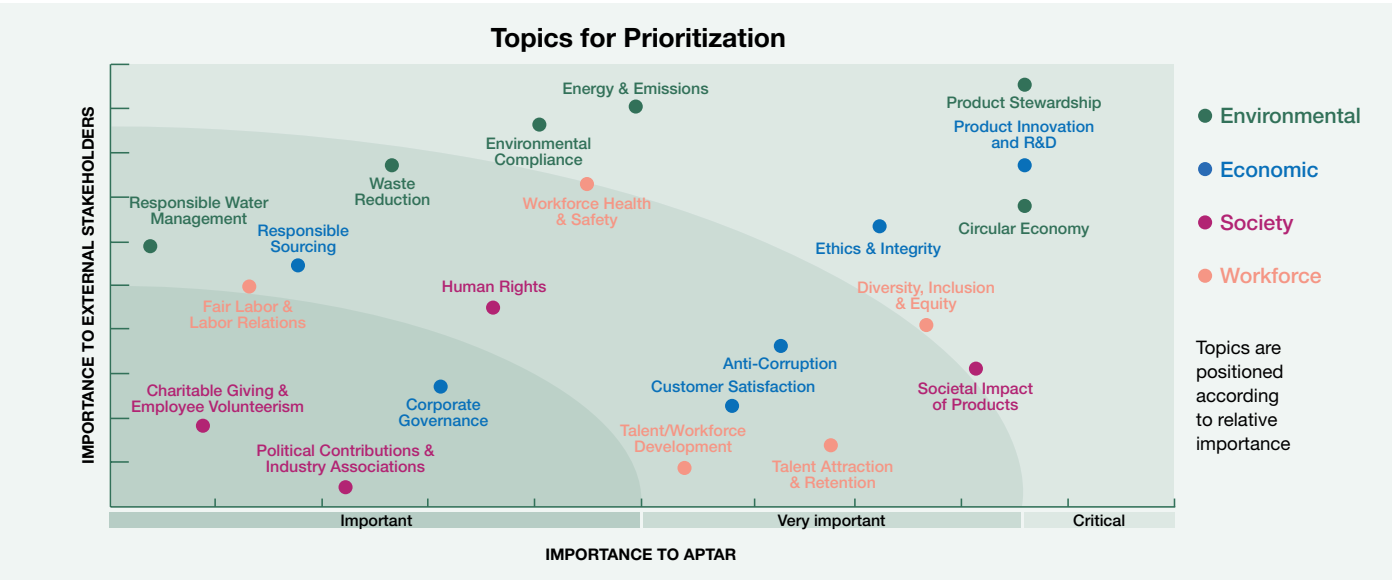 Topics for Prioritization
IMPORTANCE TO EXTERNAL STAKEHOLDERS
Energy & Emissions
Product Stewardship
Environmental
Compliance
Product Innovation
and R&D
Waste
Reduction
Workforce Health
& Safety
Responsible Water
Management
Responsible
Sourcing
Circular Economy
Ethics & Integrity
Human Rights
Diversity, Inclusion
& Equity
Fair Labor &
Labor Relations
Anti-Corruption
Customer Satisfaction
Societal Impact
of Products
Charitable Giving &
Employee Volunteerism
Corporate
Governance
Talent/Workforce
Development
Political Contributions &
Industry Associations
Talent Attraction
& Retention
Important
Very important
Critical
IMPORTANCE TO APTAR
Environmental
Economic
Society
Workforce
Topics are
positioned
according
to relative
importance